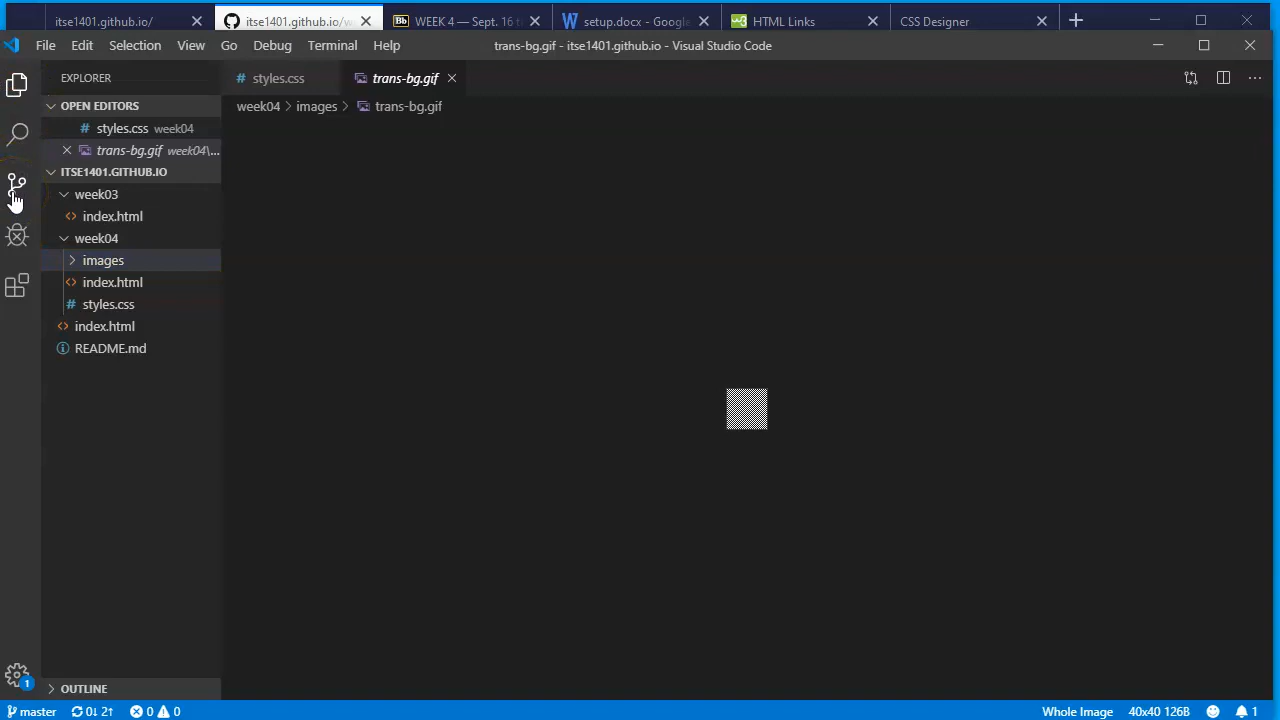 itse1401.github.io/
itse1401.github.io/w
Bb WEEK 4 — Sept. 16 t
W setup.docx - Google
HTML Links
CSS Designer
File Edit Selection View Go Debug Terminal Help
trans-bg.gif - itse1401.github.io - Visual Studio Code
EXPLORER
styles.css
trans-bg.gif
OPEN EDITORS
week04 > images > trans-bg.gif
# styles.css week04
trans-bg.gif week04\...
ITSE1401.GITHUB.IO
week03
index.html
week04
images
index.html
# styles.css
index.html
README.md
1
OUTLINE
master 0↓ 2↑ 0 0
Whole Image 40x40 126B 1